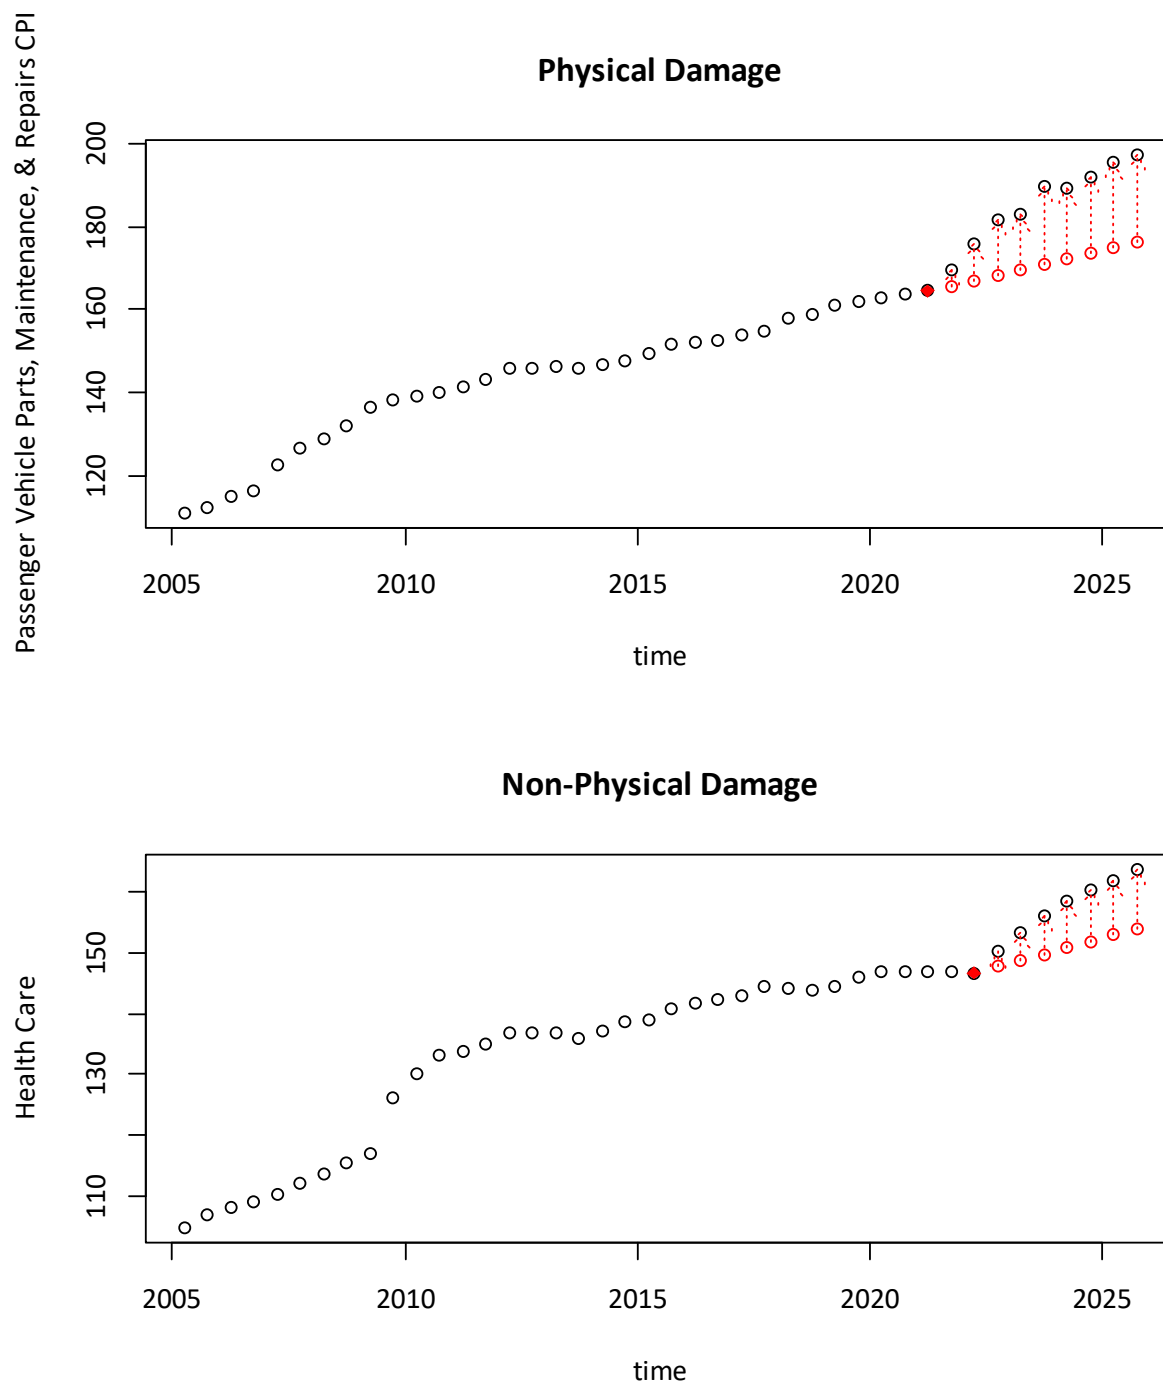 Physical Damage
Passenger Vehicle Parts, Maintenance, & Repairs CPI
200
180
160
140
120
2005 2010 2015 2020 2025
time
Non-Physical Damage
Health Care
150
130
110
2005 2010 2015 2020 2025
time